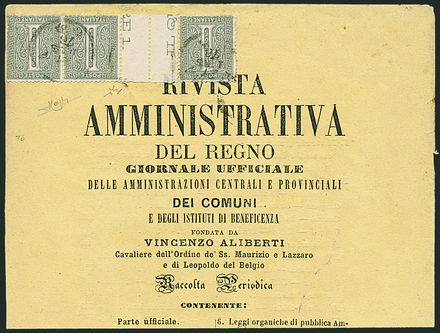 RIVISTA
AMMINISTRATIVA
DEL REGNO
GIORNALE UFFICIALE
DELLE AMMINISTRAZIONI CENTRALI E PROVINCIALI
DEI COMUNI
E DEGLI ISTITUTI DI BENEFICENZA
FONDATA DA
VINCENZO ALIBERTI
Cavaliere dell'Ordine de' Ss. Maurizio e Lazzaro
e di Leopoldo del Belgio
Raccolta Periodica
CONTENENTE:
Parte ufficiale. 6. Leggi organiche di pubblica Am-